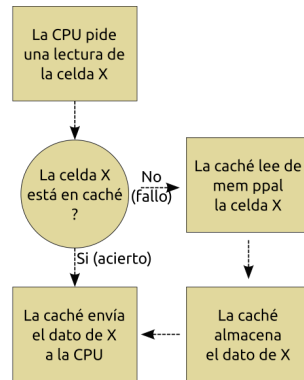 La CPU pide
una lectura de
la celda X
La celda X
está en caché
?
No
(fallo)
La caché lee de
mem ppal
la celda X
Si (acierto)
La caché envía
el dato de X
a la CPU
La caché
almacena
el dato de X